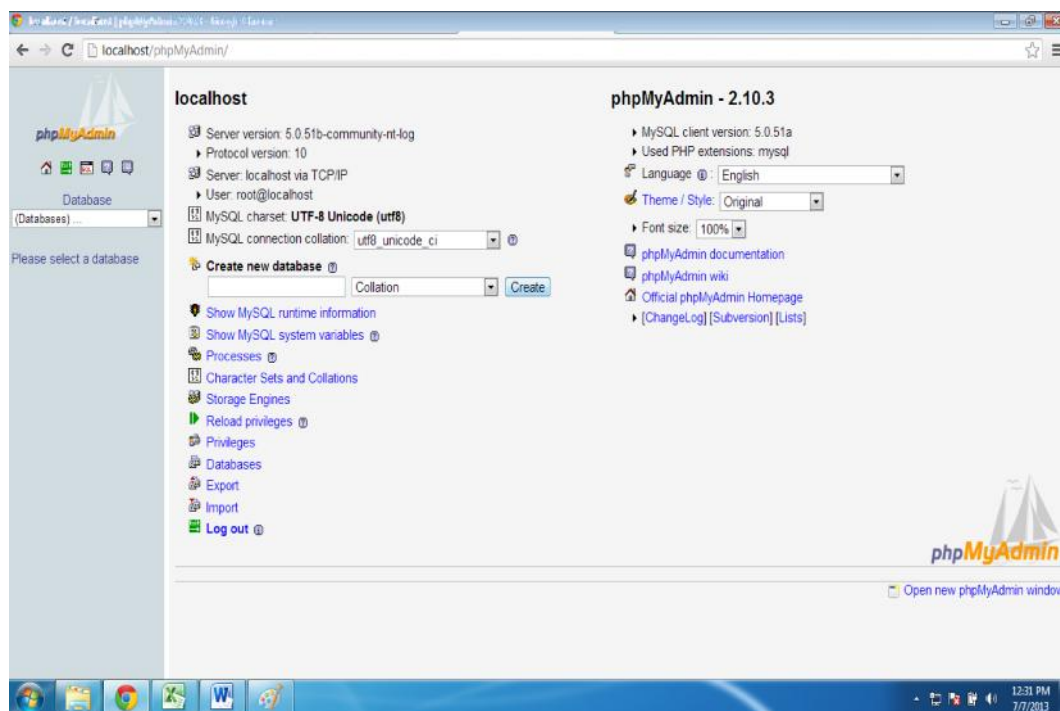 localhost / localhost | phpMyAdmin
localhost/phpMyAdmin/
phpMyAdmin
Database
(Databases) ...
Please select a database
localhost
Server version: 5.0.51b-community-nt-log
Protocol version: 10
Server: localhost via TCP/IP
User: root@localhost
MySQL charset: UTF-8 Unicode (utf8)
MySQL connection collation: utf8_unicode_ci
Create new database
Collation Create
Show MySQL runtime information
Show MySQL system variables
Processes
Character Sets and Collations
Storage Engines
Reload privileges
Privileges
Databases
Export
Import
Log out
phpMyAdmin - 2.10.3
MySQL client version: 5.0.51a
Used PHP extensions: mysql
Language : English
Theme / Style: Original
Font size: 100%
phpMyAdmin documentation
phpMyAdmin wiki
Official phpMyAdmin Homepage
[ChangeLog] [Subversion] [Lists]
phpMyAdmin
Open new phpMyAdmin window
12:31 PM
7/7/2013